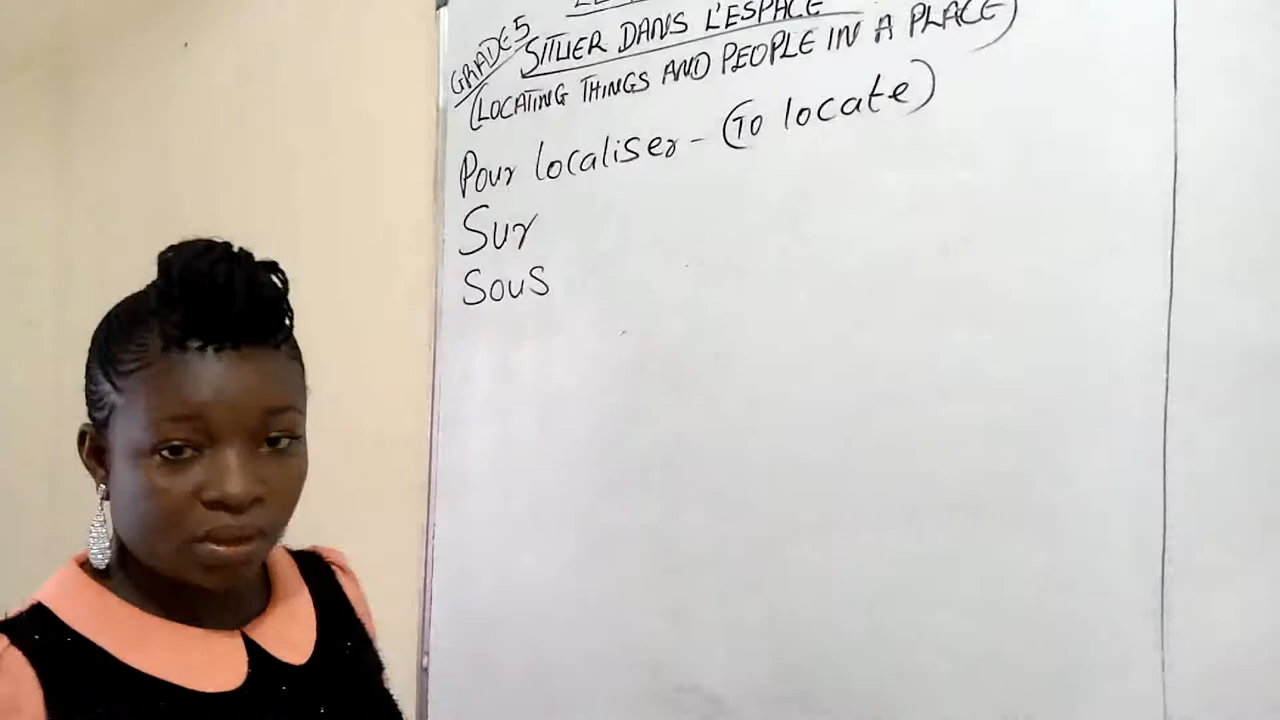 GRADE 5
SITUER DANS L'ESPACE
(LOCATING THINGS AND PEOPLE IN A PLACE)
Pour localiser - (To locate)
Sur
Sous